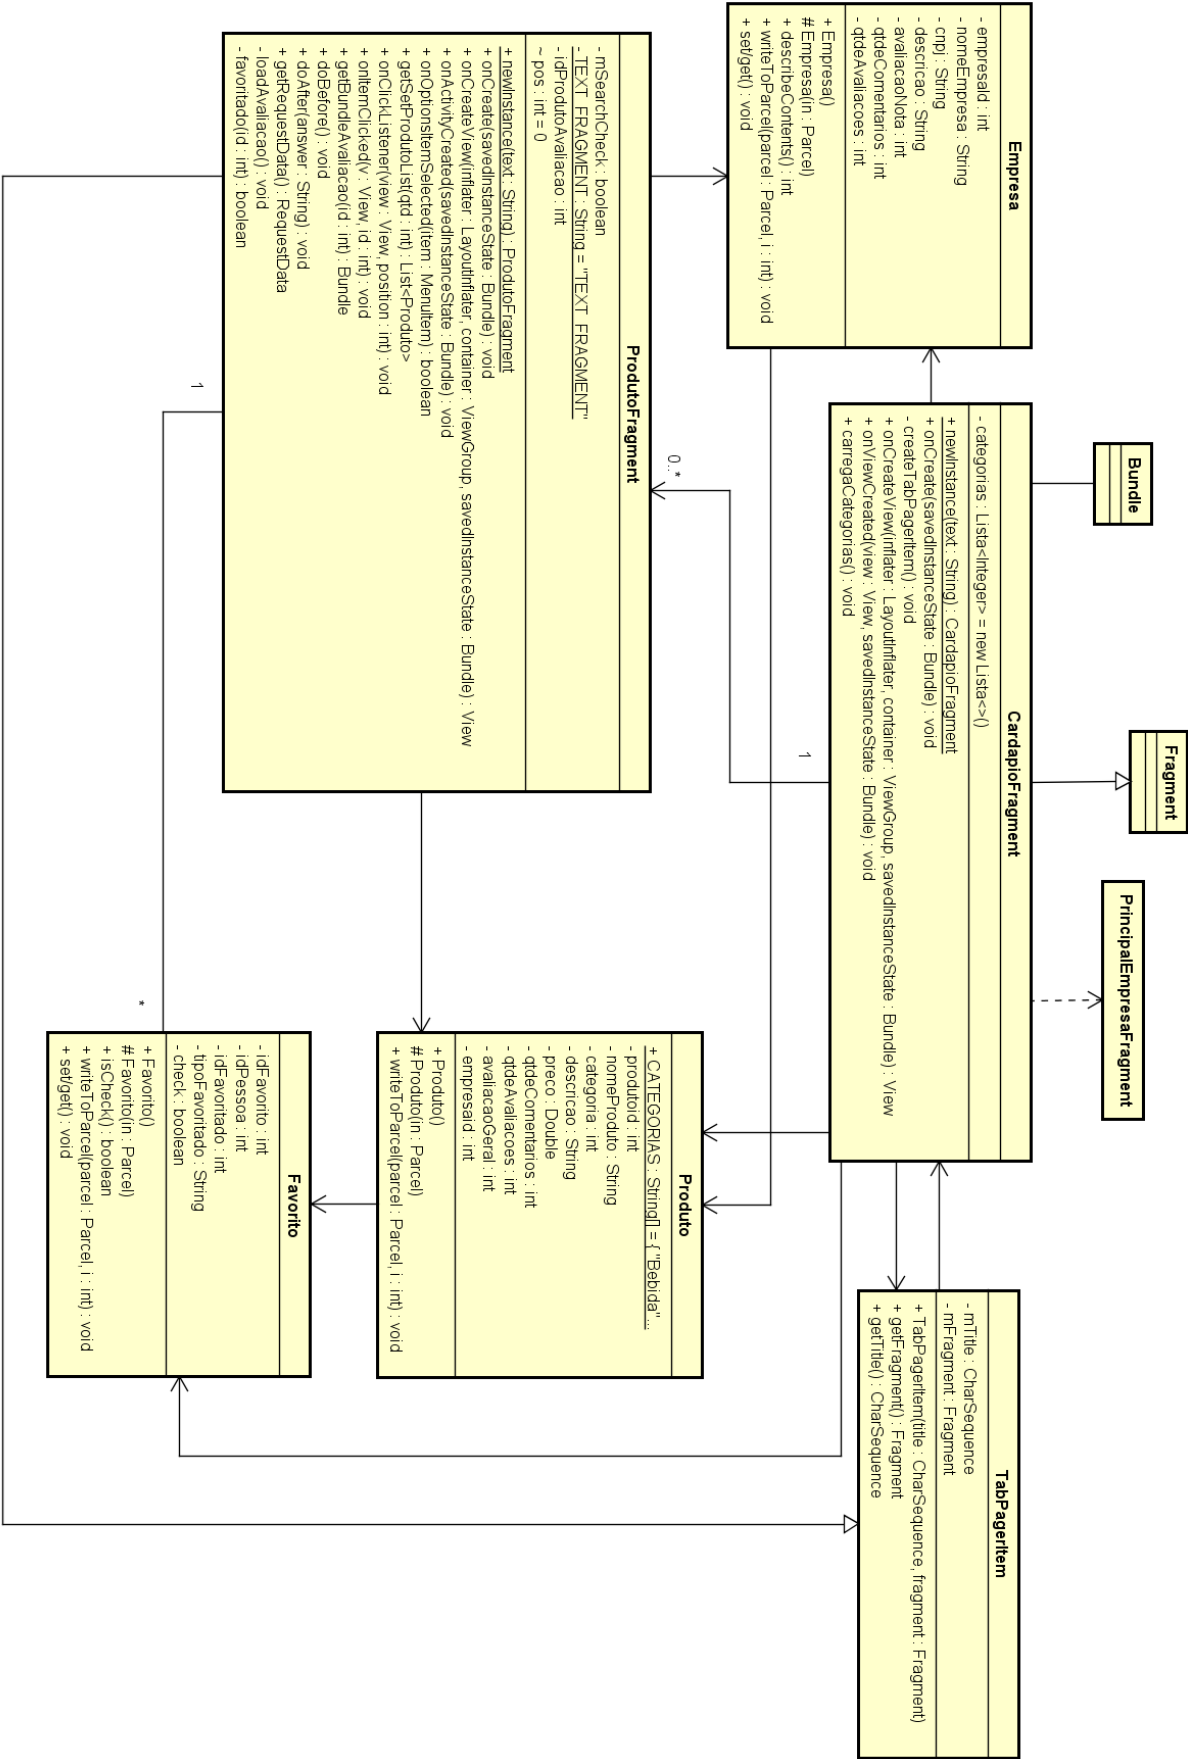 Bundle
Fragment
PrincipalEmpresaFragment
Empresa
- empresaId : int
- nomeEmpresa : String
- cnpj : String
- descricao : String
- avaliacaoNota : int
- qtdeComentarios : int
- qtdeAvaliacoes : int
+ Empresa()
# Empresa(in : Parcel)
+ describeContents() : int
+ writeToParcel(parcel : Parcel, i : int) : void
+ set/get() : void
CardapioFragment
- categorias : Lista<Integer> = new Lista<>()
+ newInstance(text : String) : CardapioFragment
+ onCreate(savedInstanceState : Bundle) : void
- createTabPagerItem() : void
+ onCreateView(inflater : LayoutInflater, container : ViewGroup, savedInstanceState : Bundle) : View
+ onViewCreated(view : View, savedInstanceState : Bundle) : void
+ carregaCategorias() : void
TabPagerItem
- mTitle : CharSequence
- mFragment : Fragment
+ TabPagerItem(title : CharSequence, fragment : Fragment)
+ getFragment() : Fragment
+ getTitle() : CharSequence
1
0..*
ProdutoFragment
- mSearchCheck : boolean
- TEXT_FRAGMENT : String = "TEXT_FRAGMENT"
- idProdutoAvaliacao : int
~ pos : int = 0
+ newInstance(text : String) : ProdutoFragment
+ onCreate(savedInstanceState : Bundle) : void
+ onCreateView(inflater : LayoutInflater, container : ViewGroup, savedInstanceState : Bundle) : View
+ onActivityCreated(savedInstanceState : Bundle) : void
+ onOptionsItemSelected(item : MenuItem) : boolean
+ getSetProdutoList(qtd : int) : List<Produto>
+ onClickListener(view : View, position : int) : void
+ onItemClicked(v : View, id : int) : void
+ getBundleAvaliacao(id : int) : Bundle
+ doBefore() : void
+ doAfter(answer : String) : void
+ getRequestData() : RequestData
- loadAvaliacao() : void
- favoritado(id : int) : boolean
Produto
+ CATEGORIAS : String[] = { "Bebida"...
- produtoid : int
- nomeProduto : String
- categoria : int
- descricao : String
- preco : Double
- qtdeComentarios : int
- qtdeAvaliacoes : int
- avaliacaoGeral : int
- empresaid : int
+ Produto()
# Produto(in : Parcel)
+ writeToParcel(parcel : Parcel, i : int) : void
1
*
Favorito
- idFavorito : int
- idPessoa : int
- idFavoritado : int
- tipoFavoritado : String
- check : boolean
+ Favorito()
# Favorito(in : Parcel)
+ isCheck() : boolean
+ writeToParcel(parcel : Parcel, i : int) : void
+ set/get() : void